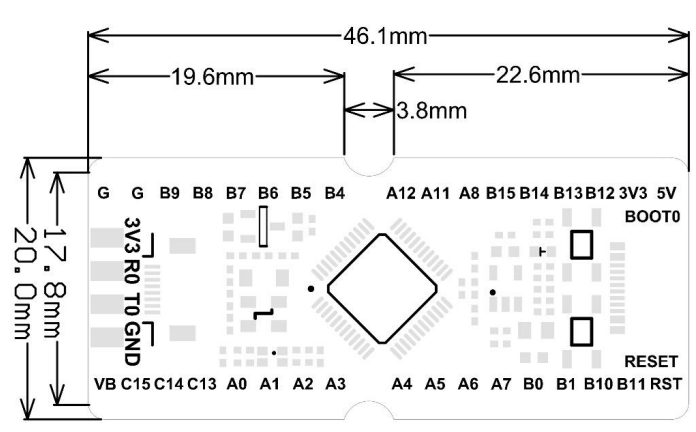 46.1mm
19.6mm
22.6mm
3.8mm
G G B9 B8 B7 B6 B5 B4 A12 A11 A8 B15 B14 B13 B12 3V3 5V
BOOT0
17.8mm
20.0mm
3V3 R0 T0 GND
RESET
VB C15 C14 C13 A0 A1 A2 A3 A4 A5 A6 A7 B0 B1 B10 B11 RST